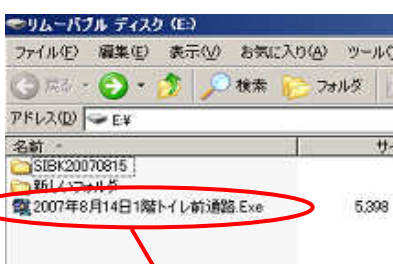 リムーバブル ディスク (E:)
ファイル(F) 編集(E) 表示(V) お気に入り(A) ツール(
戻る 検索 フォルダ
アドレス(D) E:¥
名前 サ
SIBK20070815
新しいフォルダ
2007年8月14日1階トイレ前通路.Exe 5,398